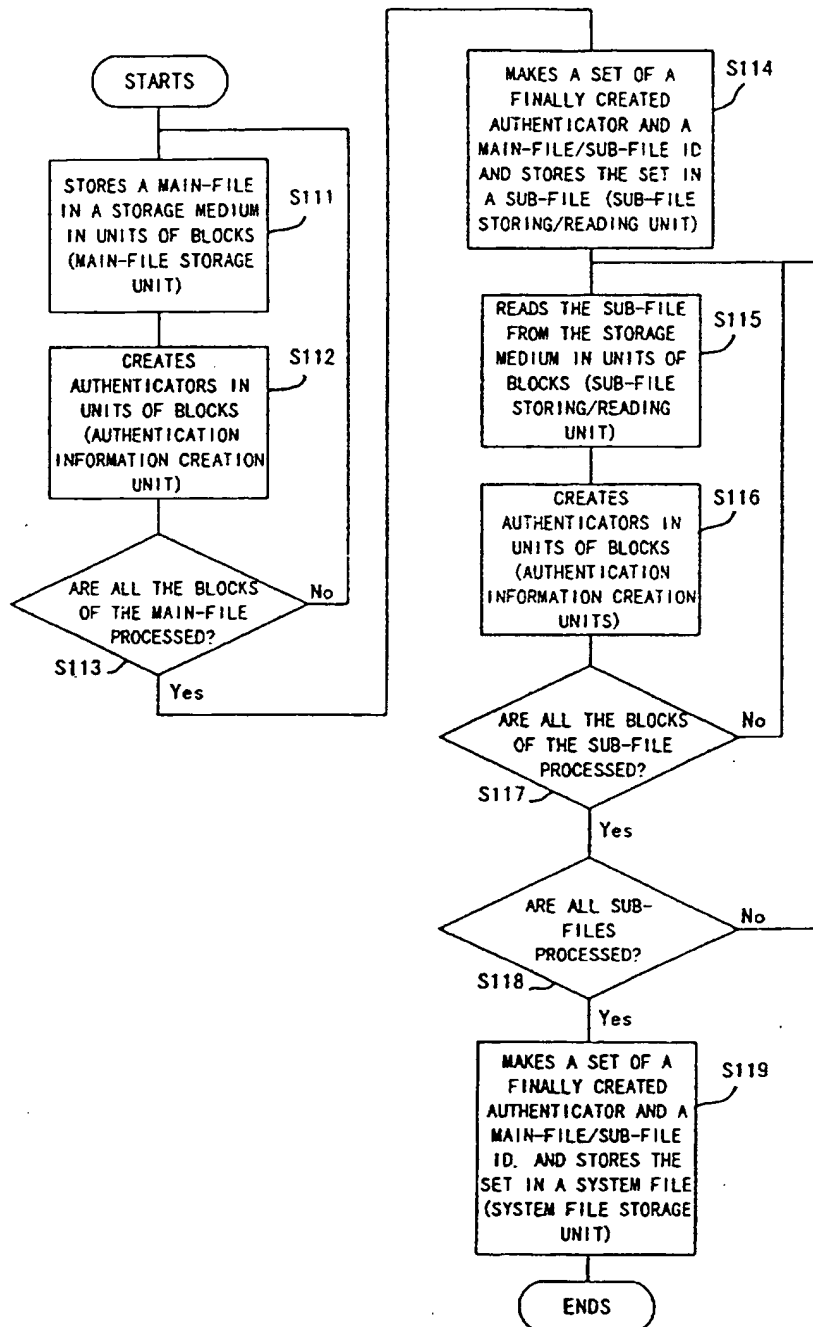 STARTS
STORES A MAIN-FILE
IN A STORAGE MEDIUM
IN UNITS OF BLOCKS
(MAIN-FILE STORAGE
UNIT)
S111
CREATES
AUTHENTICATORS IN
UNITS OF BLOCKS
(AUTHENTICATION
INFORMATION CREATION
UNIT)
S112
ARE ALL THE BLOCKS
OF THE MAIN-FILE
PROCESSED?
No
S113
Yes
MAKES A SET OF A
FINALLY CREATED
AUTHENTICATOR AND A
MAIN-FILE/SUB-FILE ID
AND STORES THE SET IN
A SUB-FILE (SUB-FILE
STORING/READING UNIT)
S114
READS THE SUB-FILE
FROM THE STORAGE
MEDIUM IN UNITS OF
BLOCKS (SUB-FILE
STORING/READING
UNIT)
S115
CREATES
AUTHENTICATORS IN
UNITS OF BLOCKS
(AUTHENTICATION
INFORMATION CREATION
UNITS)
S116
ARE ALL THE BLOCKS
OF THE SUB-FILE
PROCESSED?
No
S117
Yes
ARE ALL SUB-
FILES
PROCESSED?
No
S118
Yes
MAKES A SET OF A
FINALLY CREATED
AUTHENTICATOR AND A
MAIN-FILE/SUB-FILE
ID. AND STORES THE
SET IN A SYSTEM FILE
(SYSTEM FILE STORAGE
UNIT)
S119
ENDS